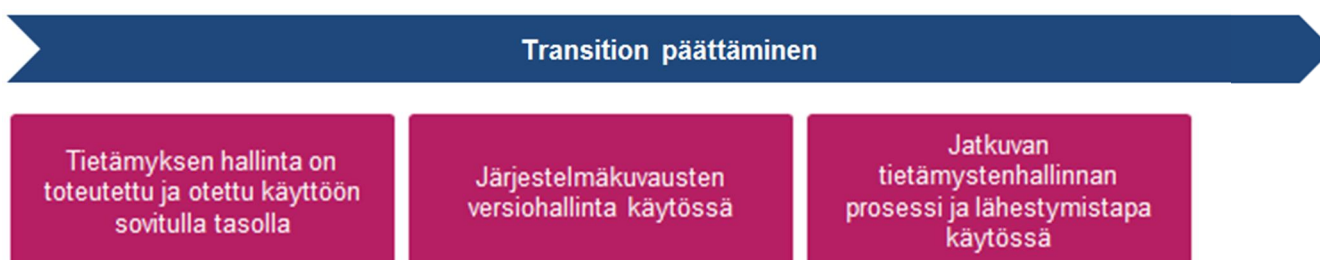 Transition päättäminen
Tietämyksen hallinta on
toteutettu ja otettu käyttöön
sovitulla tasolla
Järjestelmäkuvausten
versiohallinta käytössä
Jatkuvan
tietämystenhallinnan
prosessi ja lähestymistapa
käytössä